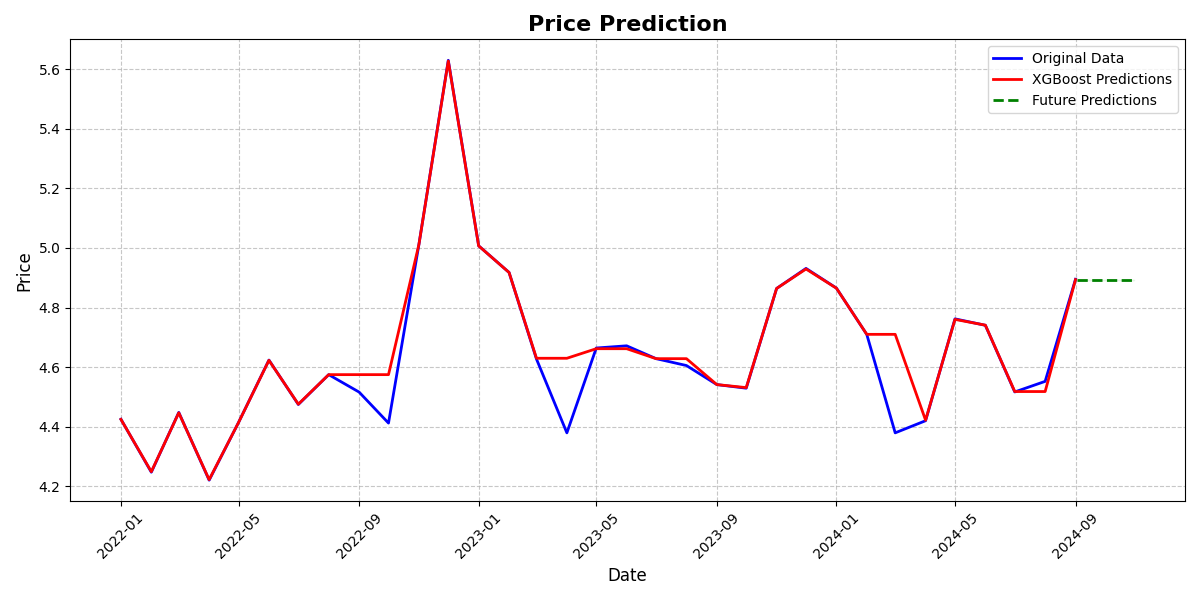 Price Prediction
Original Data
XGBoost Predictions
Future Predictions
Price
5.6
5.4
5.2
5.0
4.8
4.6
4.4
4.2
2022-01
2022-05
2022-09
2023-01
2023-05
2023-09
2024-01
2024-05
2024-09
Date